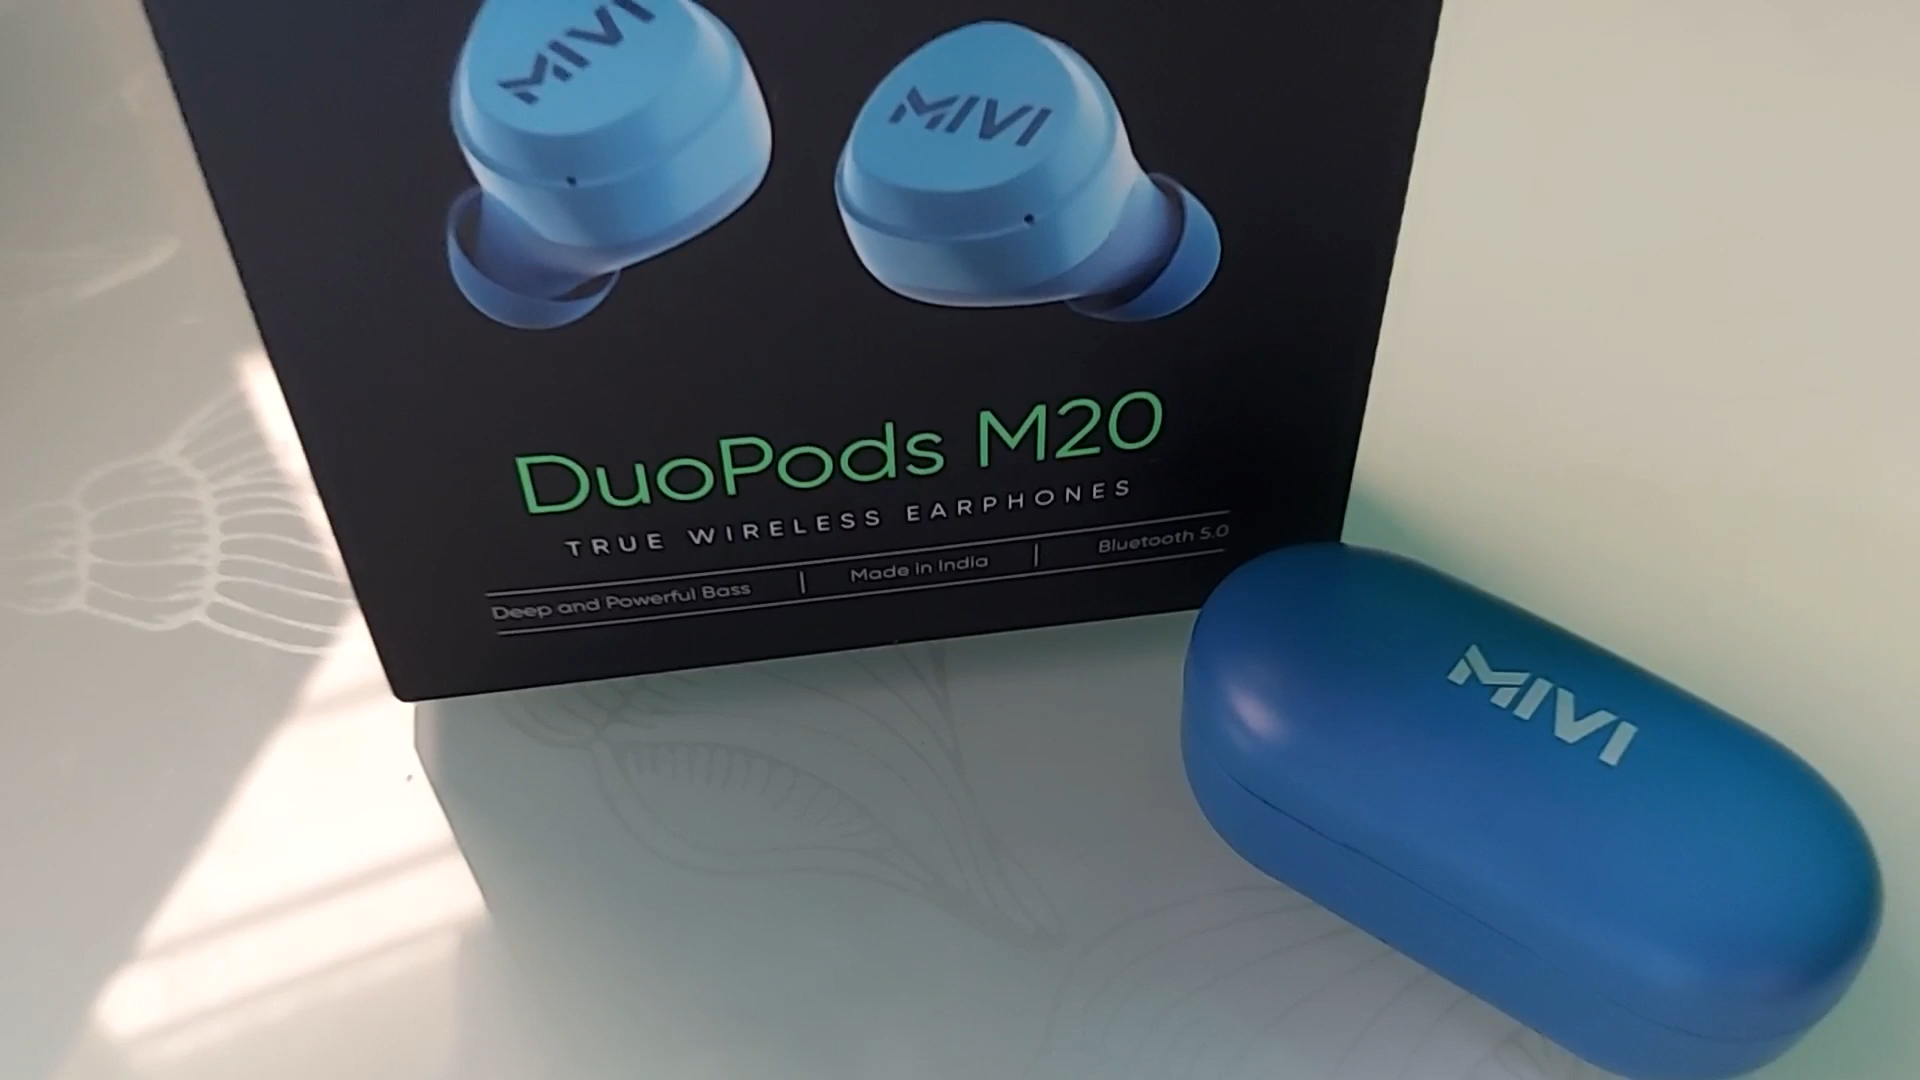 MIVI
MIVI
DuoPods M20
TRUE WIRELESS EARPHONES
Deep and Powerful Bass | Made in India | Bluetooth 5.0
MIVI